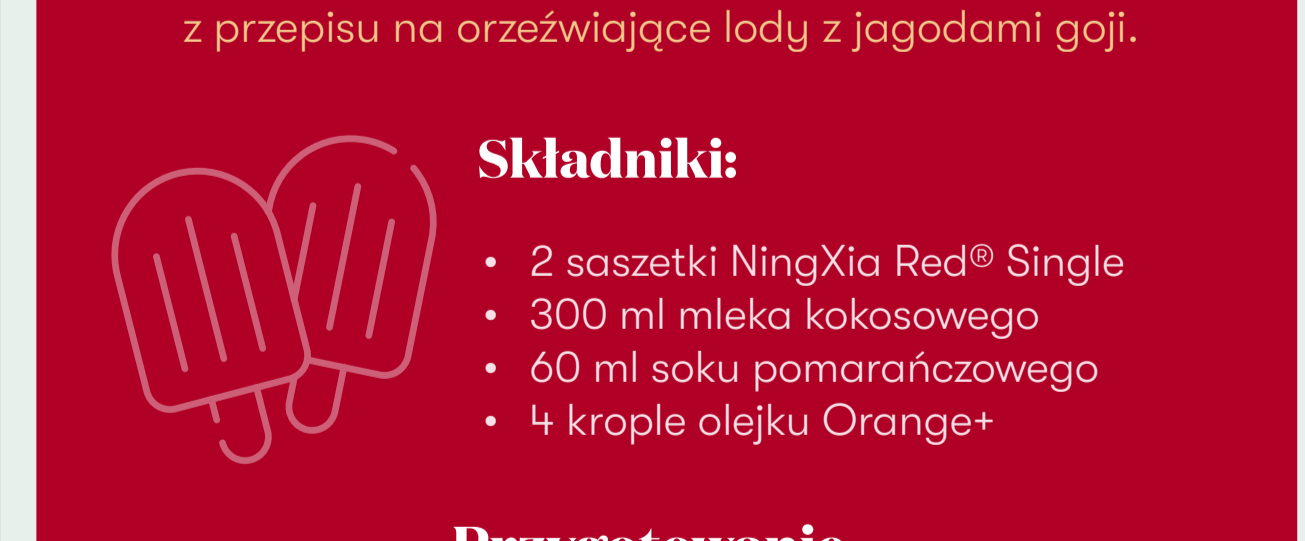 z przepisu na orzeźwiające lody z jagodami goji.
Składniki:
• 2 saszetki NingXia Red® Single
• 300 ml mleka kokosowego
• 60 ml soku pomarańczowego
• 4 krople olejku Orange+
Przygotowanie